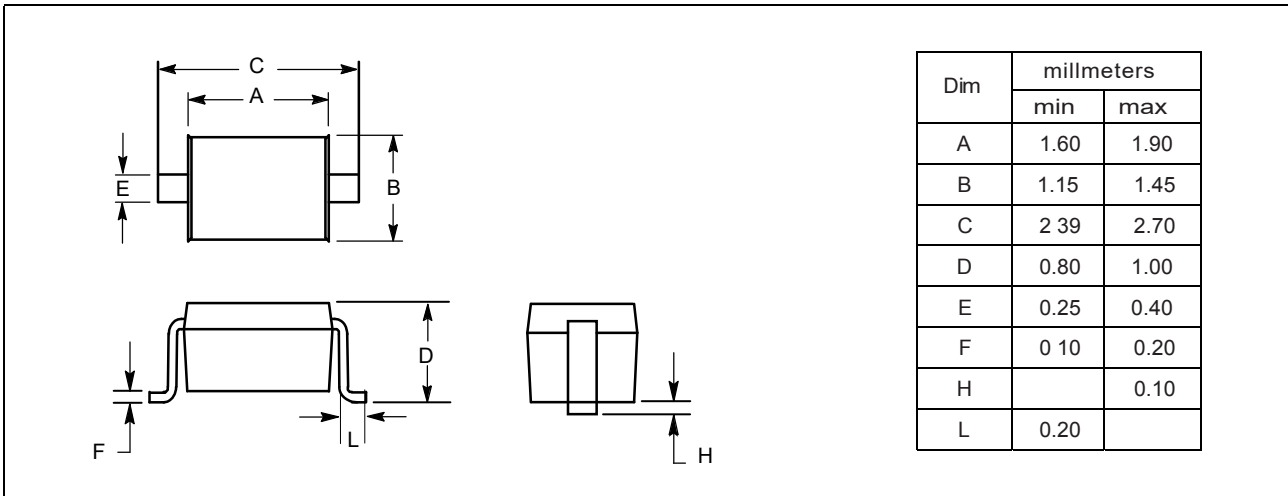 C
A
E
B
D
F
L
H
Dim millmeters
min max
A 1.60 1.90
B 1.15 1.45
C 2 39 2.70
D 0.80 1.00
E 0.25 0.40
F 0 10 0.20
H 0.10
L 0.20